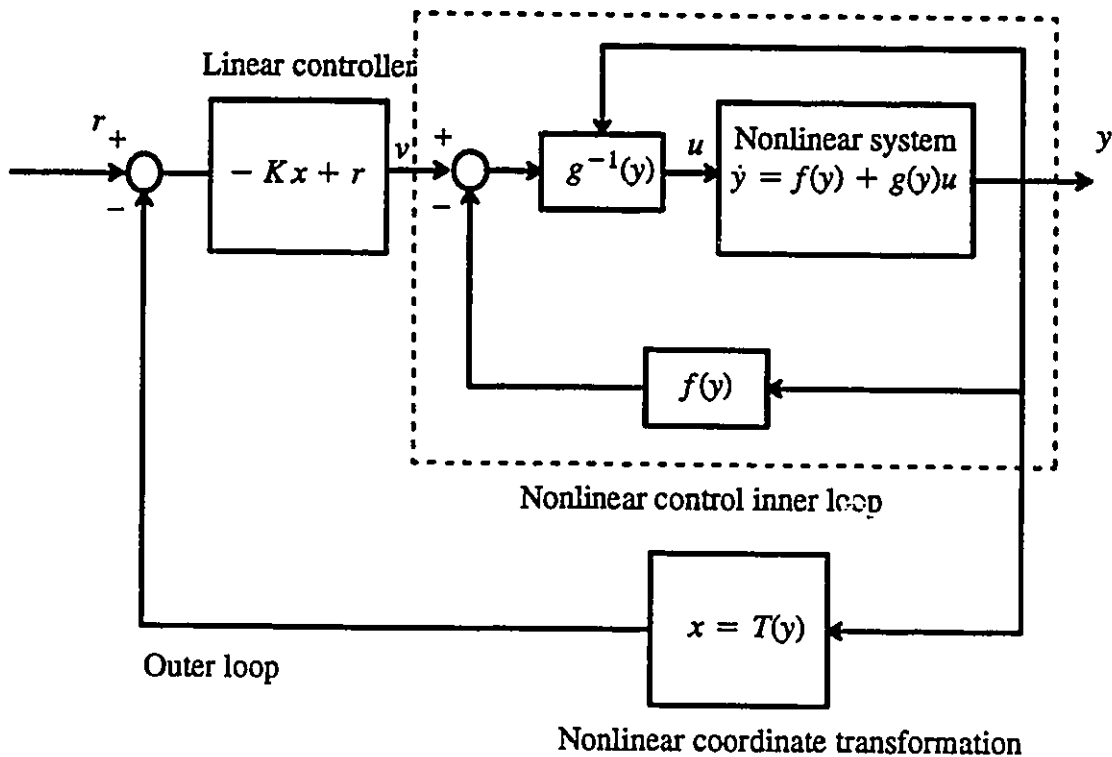 Linear controller
r
+
−
− Kx + r
v
+
−
g⁻¹(y)
u
Nonlinear system
ẏ = f(y) + g(y)u
y
f(y)
Nonlinear control inner loop
x = T(y)
Outer loop
Nonlinear coordinate transformation